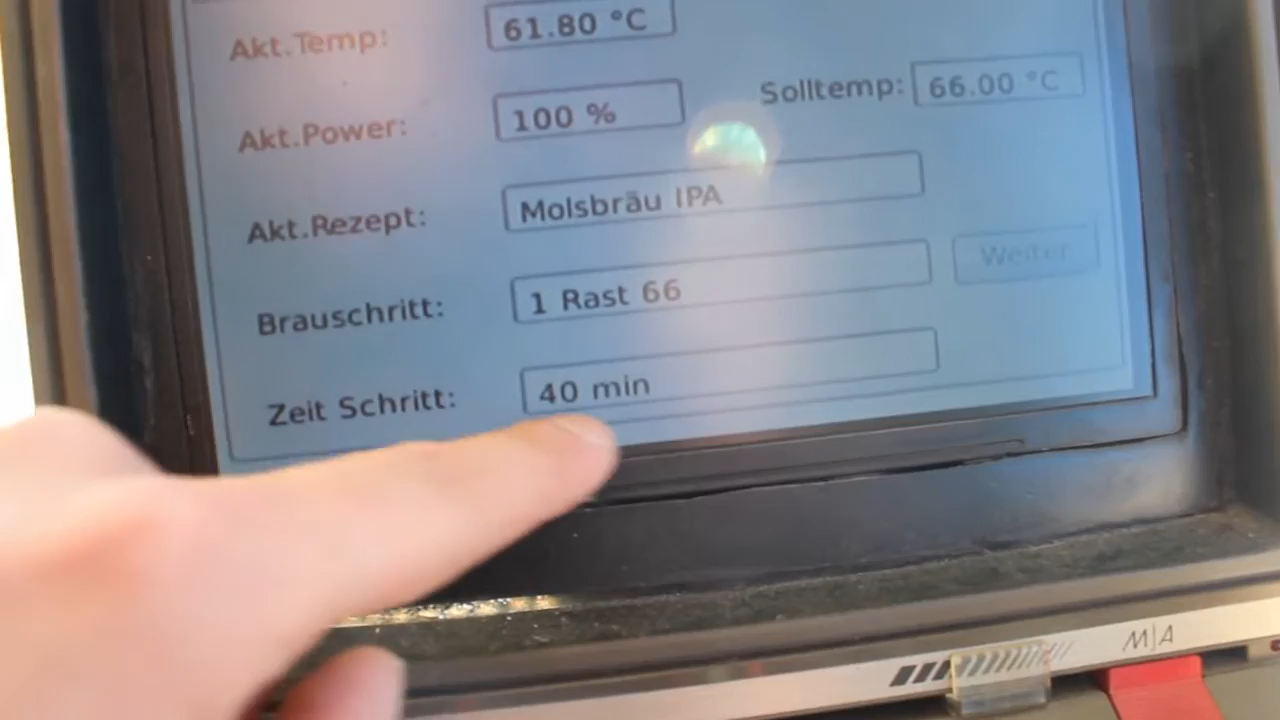 Akt.Temp: 61.80 °C
Akt.Power: 100 % Solltemp: 66.00 °C
Akt.Rezept: Molsbräu IPA
Brauschritt: 1 Rast 66 Weiter
Zeit Schritt: 40 min
M|A